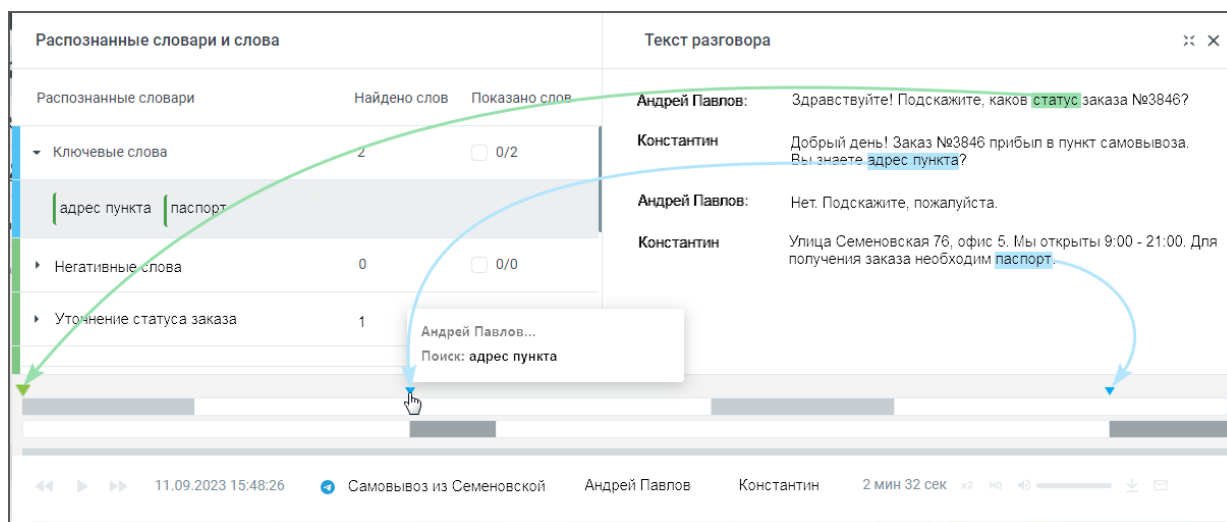 Распознанные словари и слова
Текст разговора
Распознанные словари
Найдено слов
Показано слов
Ключевые слова
2
0/2
адрес пункта
паспорт
Негативные слова
0
0/0
Уточнение статуса заказа
1
Андрей Павлов:
Здравствуйте! Подскажите, каков статус заказа №3846?
Константин
Добрый день! Заказ №3846 прибыл в пункт самовывоза.
Вы знаете адрес пункта?
Андрей Павлов:
Нет. Подскажите, пожалуйста.
Константин
Улица Семеновская 76, офис 5. Мы открыты 9:00 - 21:00. Для
получения заказа необходим паспорт.
Андрей Павлов...
Поиск: адрес пункта
11.09.2023 15:48:26
Самовывоз из Семеновской
Андрей Павлов
Константин
2 мин 32 сек
x2
HQ